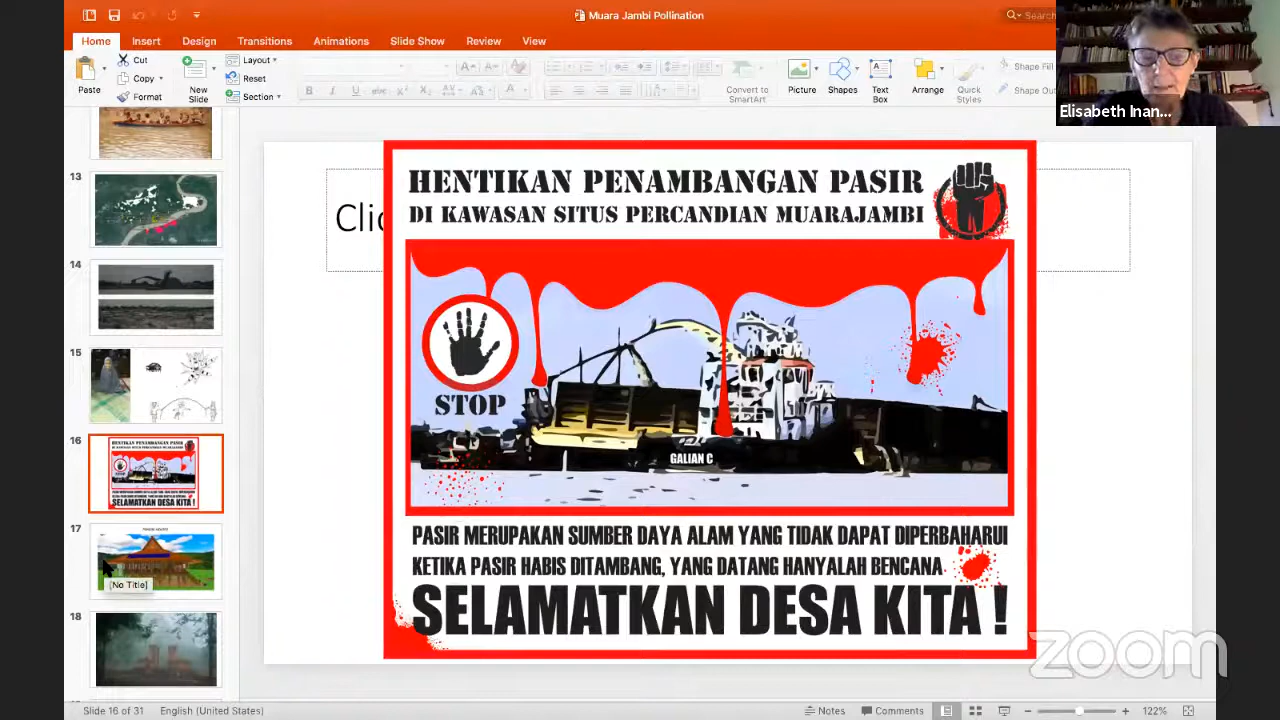 Muara Jambi Pollination
Search
Home Insert Design Transitions Animations Slide Show Review View
Paste
Cut
Copy
Format
New Slide
Layout
Reset
Section
Convert to SmartArt
Picture
Shapes
Text Box
Arrange
Quick Styles
Shape Fill
Elisabeth Inan...
13
14
15
16
17
[No Title]
18
HENTIKAN PENAMBANGAN PASIR
DI KAWASAN SITUS PERCANDIAN MUARAJAMBI
STOP
GALIAN C
PASIR MERUPAKAN SUMBER DAYA ALAM YANG TIDAK DAPAT DIPERBAHARUI
KETIKA PASIR HABIS DITAMBANG, YANG DATANG HANYALAH BENCANA
SELAMATKAN DESA KITA !
zoom
Slide 16 of 31 English (United States)
Notes Comments 122%